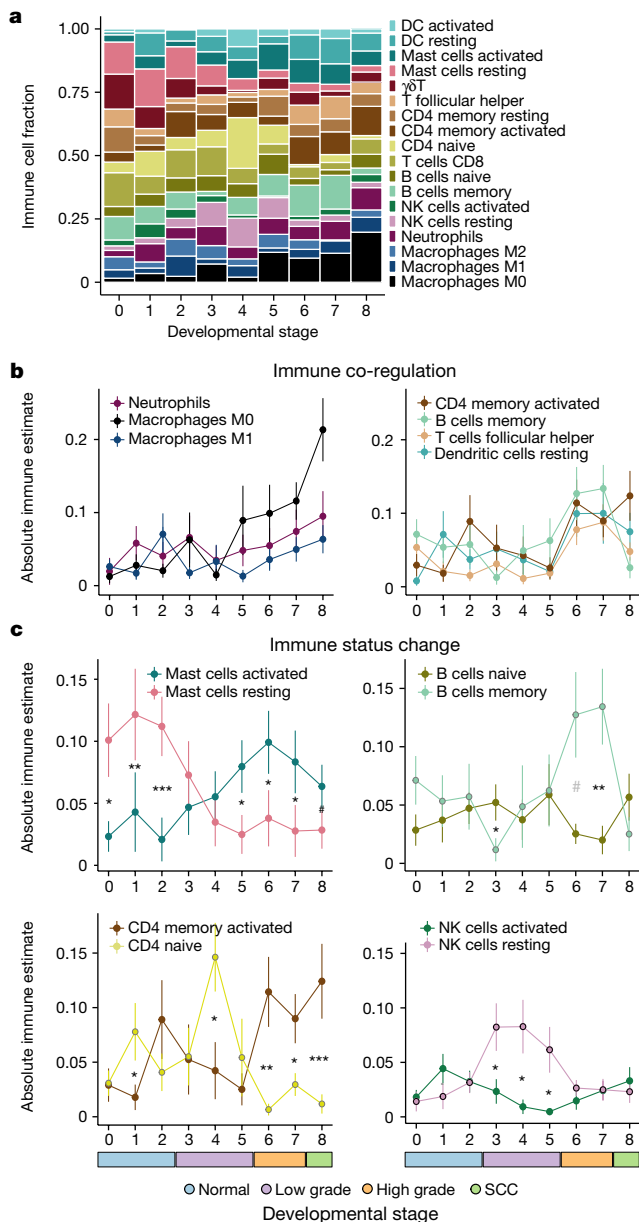 a
1.00
0.75
0.50
0.25
0
Immune cell fraction
0 1 2 3 4 5 6 7 8
Developmental stage
DC activated
DC resting
Mast cells activated
Mast cells resting
γδT
T follicular helper
CD4 memory resting
CD4 memory activated
CD4 naive
T cells CD8
B cells naive
B cells memory
NK cells activated
NK cells resting
Neutrophils
Macrophages M2
Macrophages M1
Macrophages M0
b
Immune co-regulation
Absolute immune estimate
Neutrophils
Macrophages M0
Macrophages M1
0.2
0.1
0
0 1 2 3 4 5 6 7 8
CD4 memory activated
B cells memory
T cells follicular helper
Dendritic cells resting
0.2
0.1
0
0 1 2 3 4 5 6 7 8
c
Immune status change
Absolute immune estimate
Mast cells activated
Mast cells resting
0.15
0.10
0.05
0
* ** *** * * * #
0 1 2 3 4 5 6 7 8
B cells naive
B cells memory
0.15
0.10
0.05
0
* # **
0 1 2 3 4 5 6 7 8
Absolute immune estimate
CD4 memory activated
CD4 naive
0.15
0.10
0.05
0
* * ** * ***
0 1 2 3 4 5 6 7 8
NK cells activated
NK cells resting
0.15
0.10
0.05
0
* * *
0 1 2 3 4 5 6 7 8
Normal Low grade High grade SCC
Developmental stage